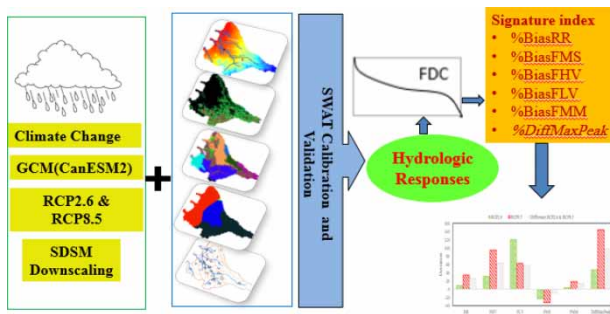 Climate Change
GCM(CanESM2)
RCP2.6 &
RCP8.5
SDSM
Downscaling
+
SWAT Calibration and
Validation
FDC
Hydrologic
Responses
Signature index
• %BiasRR
• %BiasFMS
• %BiasFHV
• %BiasFLV
• %BiasFMM
• %DiffMaxPeak